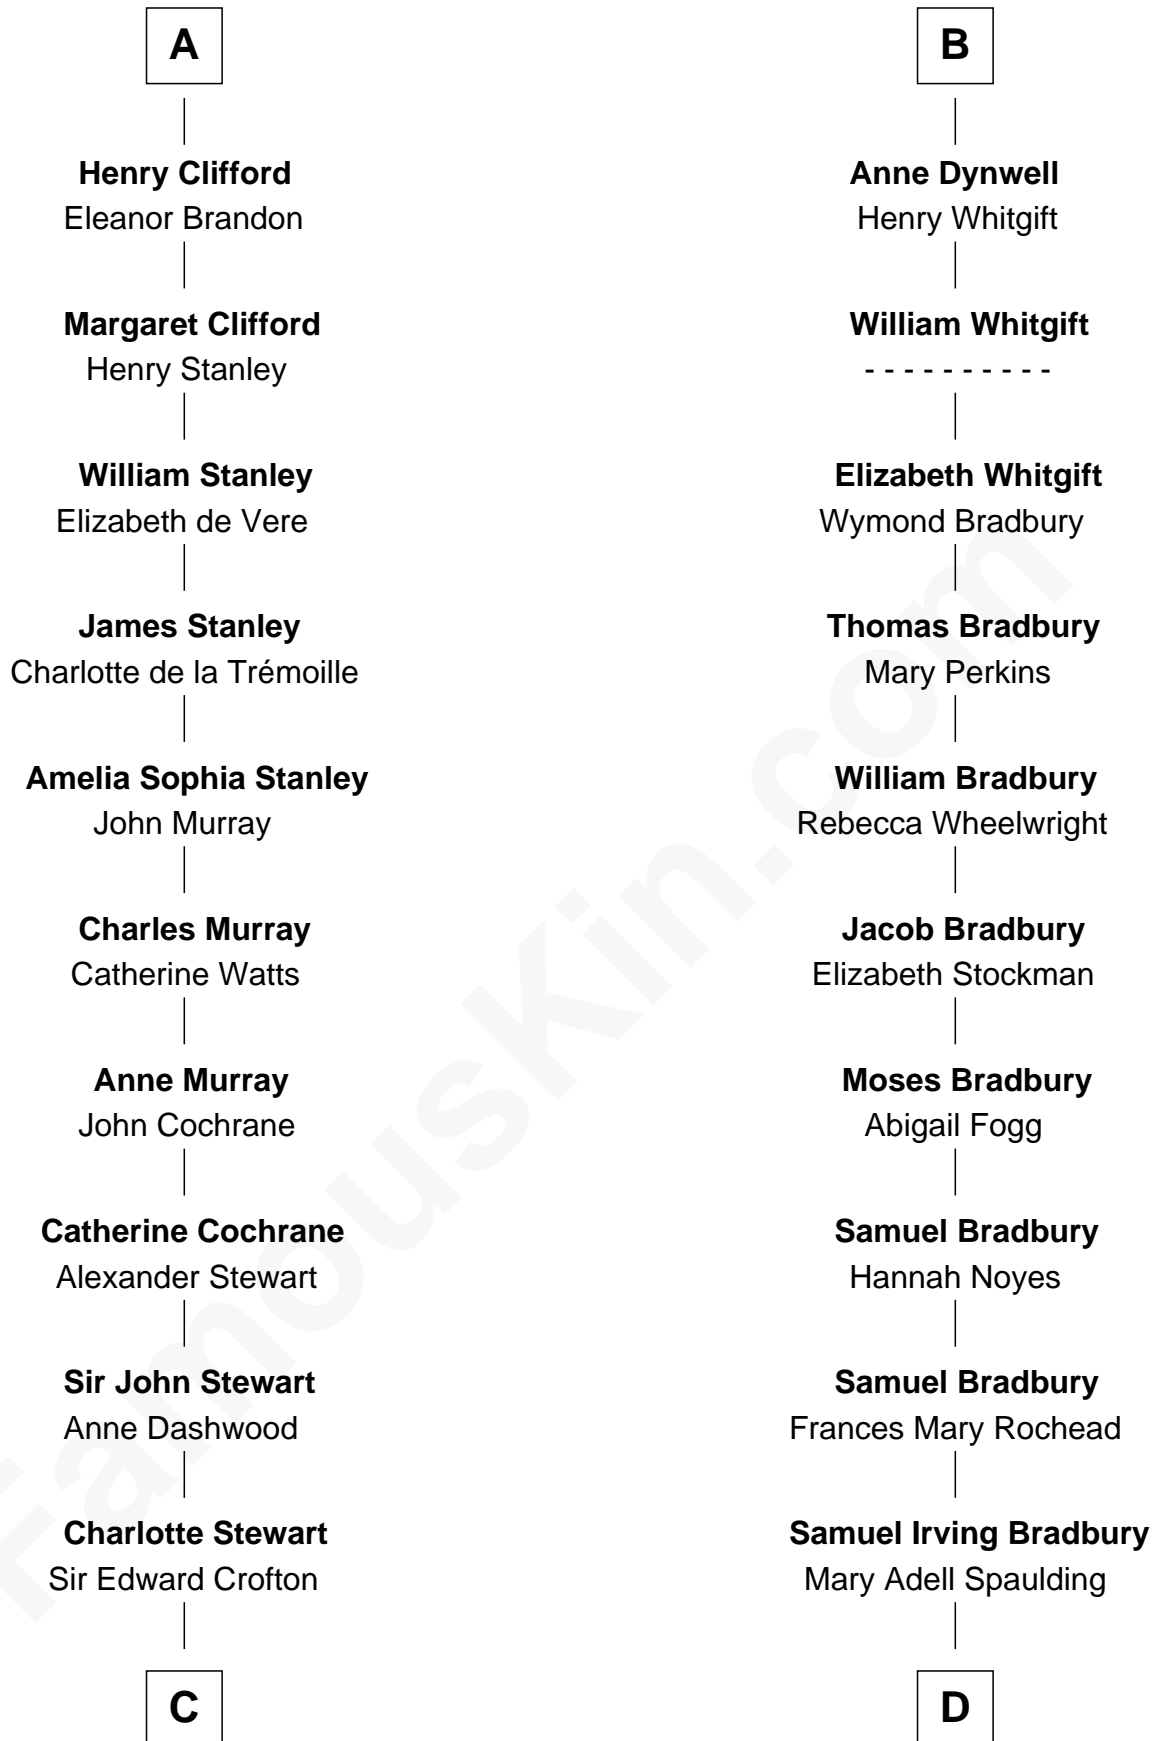 A
Henry Clifford
Eleanor Brandon
Margaret Clifford
Henry Stanley
William Stanley
Elizabeth de Vere
James Stanley
Charlotte de la Trémoille
Amelia Sophia Stanley
John Murray
Charles Murray
Catherine Watts
Anne Murray
John Cochrane
Catherine Cochrane
Alexander Stewart
Sir John Stewart
Anne Dashwood
Charlotte Stewart
Sir Edward Crofton
C
B
Anne Dynwell
Henry Whitgift
William Whitgift
- - - - - - - - - -
Elizabeth Whitgift
Wymond Bradbury
Thomas Bradbury
Mary Perkins
William Bradbury
Rebecca Wheelwright
Jacob Bradbury
Elizabeth Stockman
Moses Bradbury
Abigail Fogg
Samuel Bradbury
Hannah Noyes
Samuel Bradbury
Frances Mary Rochead
Samuel Irving Bradbury
Mary Adell Spaulding
D
FamousKin.com